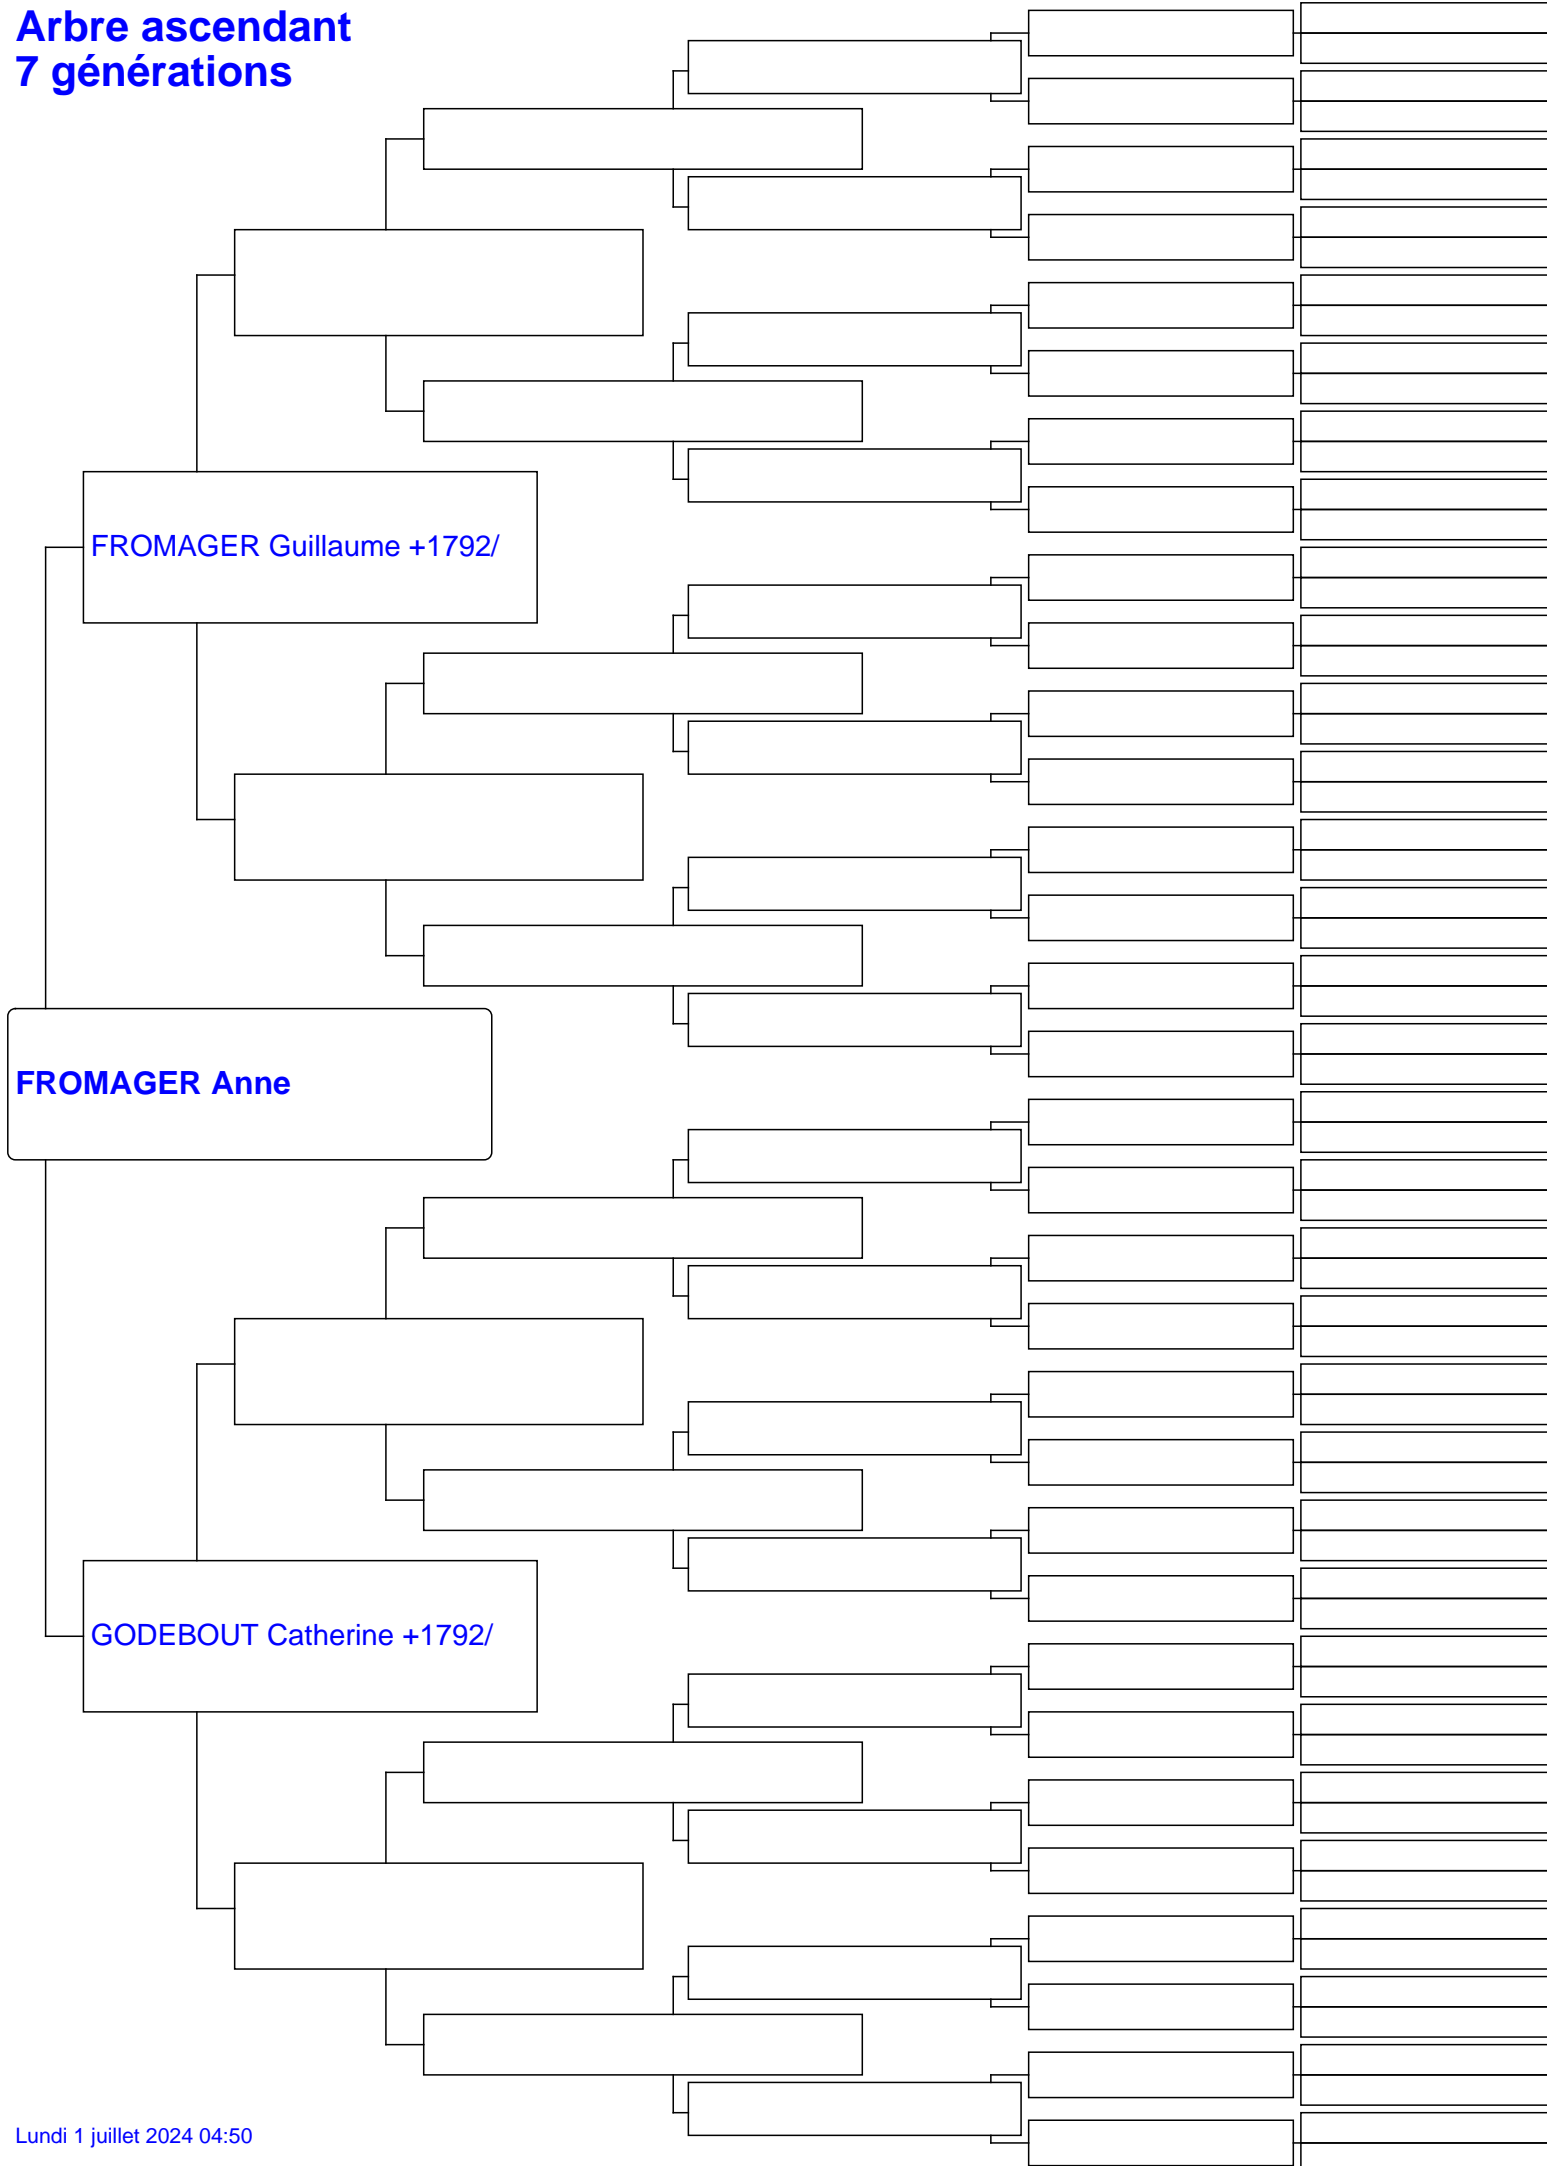 Arbre ascendant
7 générations
FROMAGER Guillaume +1792/
FROMAGER Anne
GODEBOUT Catherine +1792/
Lundi 1 juillet 2024 04:50